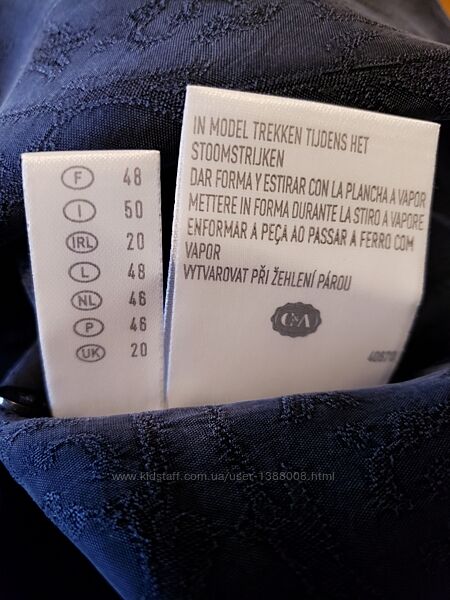 F 48
I 50
IRL 20
L 48
NL 46
P 46
UK 20
IN MODEL TREKKEN TIJDENS HET
STOOMSTRIJKEN
DAR FORMA Y ESTIRAR CON LA PLANCHA A VAPOR
METTERE IN FORMA DURANTE LA STIRO A VAPORE
ENFORMAR A PEÇA AO PASSAR A FERRO COM
VAPOR
VYTVAROVAT PŘI ŽEHLENÍ PÁROU
C&A
www.kidstaff.com.ua/user-1388008.html